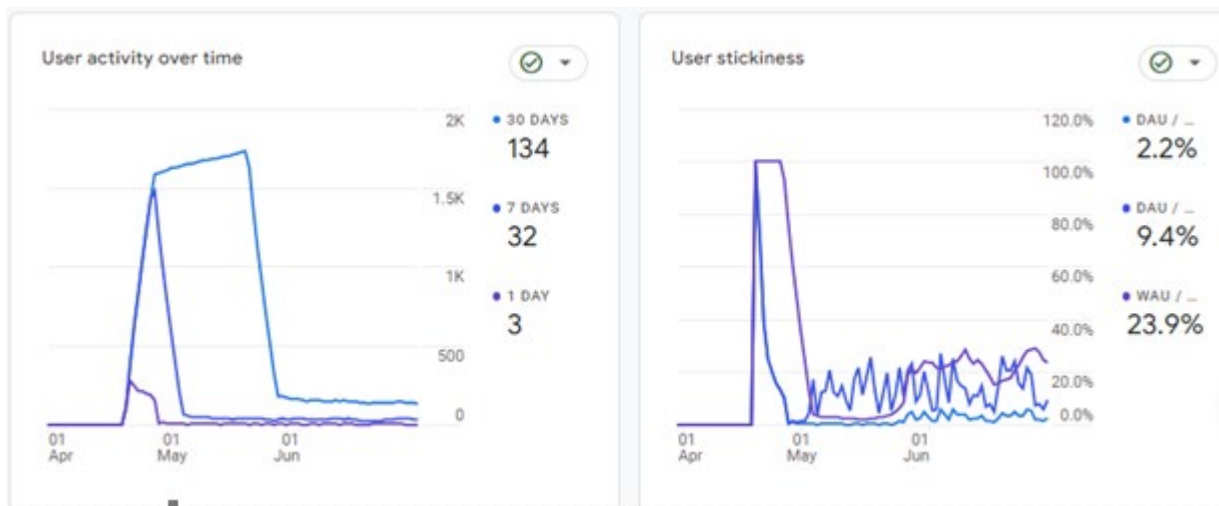 User activity over time
2K
1.5K
1K
500
0
01
Apr
01
May
01
Jun
30 DAYS
134
7 DAYS
32
1 DAY
3
User stickiness
120.0%
100.0%
80.0%
60.0%
40.0%
20.0%
0.0%
01
Apr
01
May
01
Jun
DAU / ...
2.2%
DAU / ...
9.4%
WAU / ...
23.9%